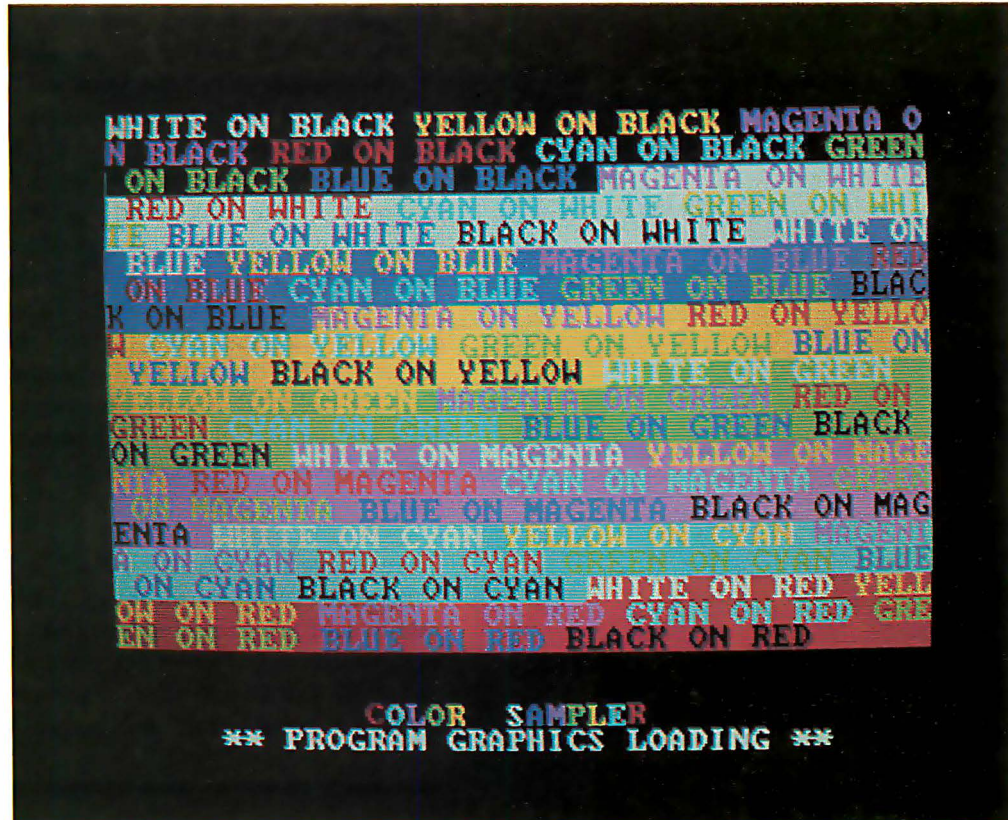 WHITE ON BLACK YELLOW ON BLACK MAGENTA O
N BLACK RED ON BLACK CYAN ON BLACK GREEN
ON BLACK BLUE ON BLACK MAGENTA ON WHITE
RED ON WHITE CYAN ON WHITE GREEN ON WHI
TE BLUE ON WHITE BLACK ON WHITE WHITE ON
BLUE YELLOW ON BLUE MAGENTA ON BLUE RED
ON BLUE CYAN ON BLUE GREEN ON BLUE BLAC
K ON BLUE MAGENTA ON YELLOW RED ON YELLO
W CYAN ON YELLOW GREEN ON YELLOW BLUE ON
YELLOW BLACK ON YELLOW WHITE ON GREEN
YELLOW ON GREEN MAGENTA ON GREEN RED ON
GREEN CYAN ON GREEN BLUE ON GREEN BLACK
ON GREEN WHITE ON MAGENTA YELLOW ON MAGE
NTA RED ON MAGENTA CYAN ON MAGENTA GREEN
ON MAGENTA BLUE ON MAGENTA BLACK ON MAG
ENTA WHITE ON CYAN YELLOW ON CYAN MAGENT
A ON CYAN RED ON CYAN GREEN ON CYAN BLUE
ON CYAN BLACK ON CYAN WHITE ON RED YELL
OW ON RED MAGENTA ON RED CYAN ON RED GRE
EN ON RED BLUE ON RED BLACK ON RED
COLOR SAMPLER
** PROGRAM GRAPHICS LOADING **